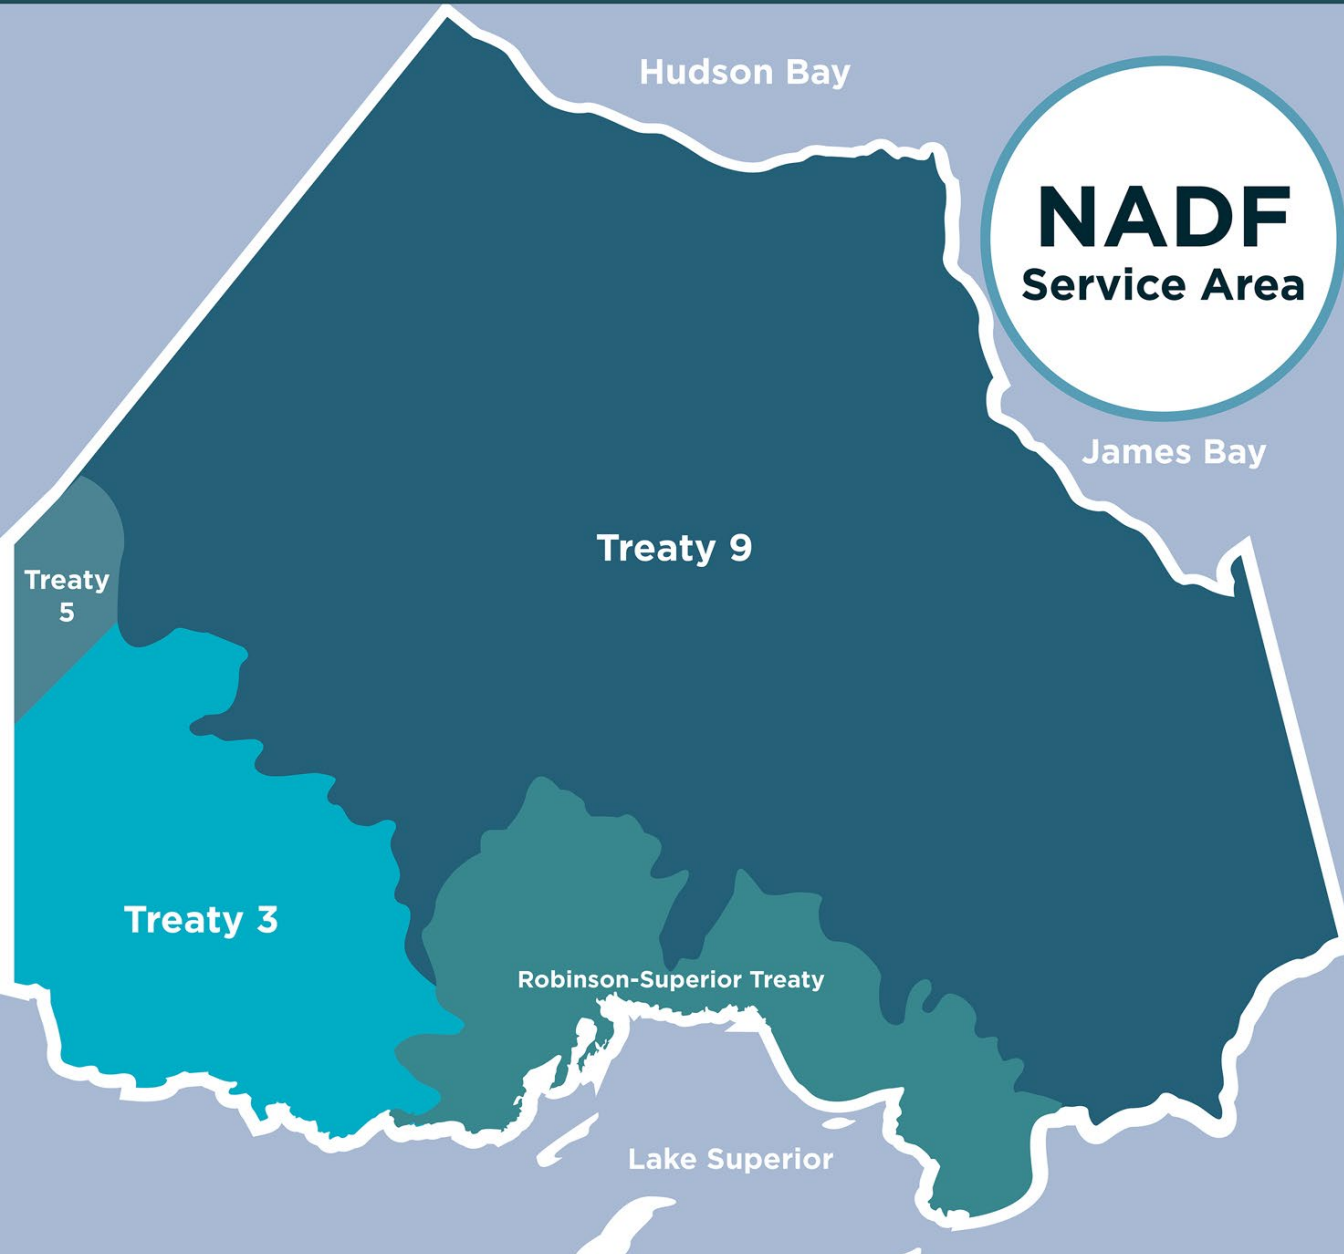 Hudson Bay
NADF
Service Area
James Bay
Treaty 9
Treaty
5
Treaty 3
Robinson-Superior Treaty
Lake Superior